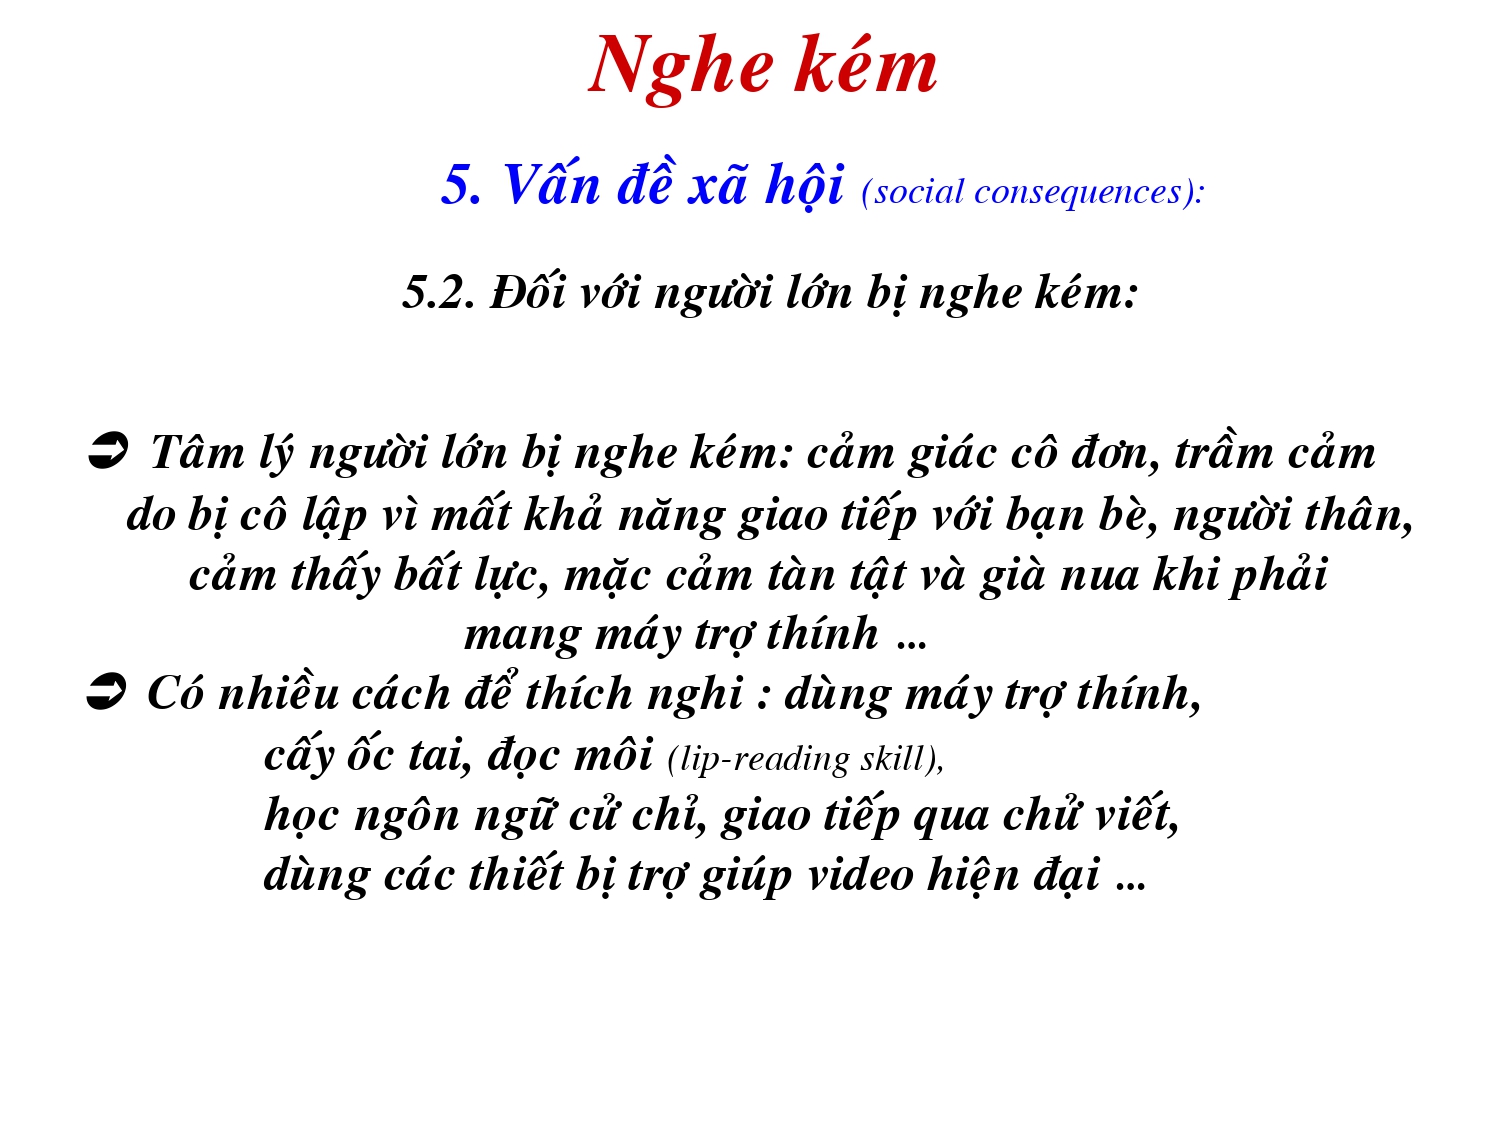 Nghe kém
5. Vấn đề xã hội (social consequences):
5.2. Đối với người lớn bị nghe kém:
➲ Tâm lý người lớn bị nghe kém: cảm giác cô đơn, trầm cảm
do bị cô lập vì mất khả năng giao tiếp với bạn bè, người thân,
cảm thấy bất lực, mặc cảm tàn tật và già nua khi phải
mang máy trợ thính ...
➲ Có nhiều cách để thích nghi : dùng máy trợ thính,
cấy ốc tai, đọc môi (lip-reading skill),
học ngôn ngữ cử chỉ, giao tiếp qua chử viết,
dùng các thiết bị trợ giúp video hiện đại ...